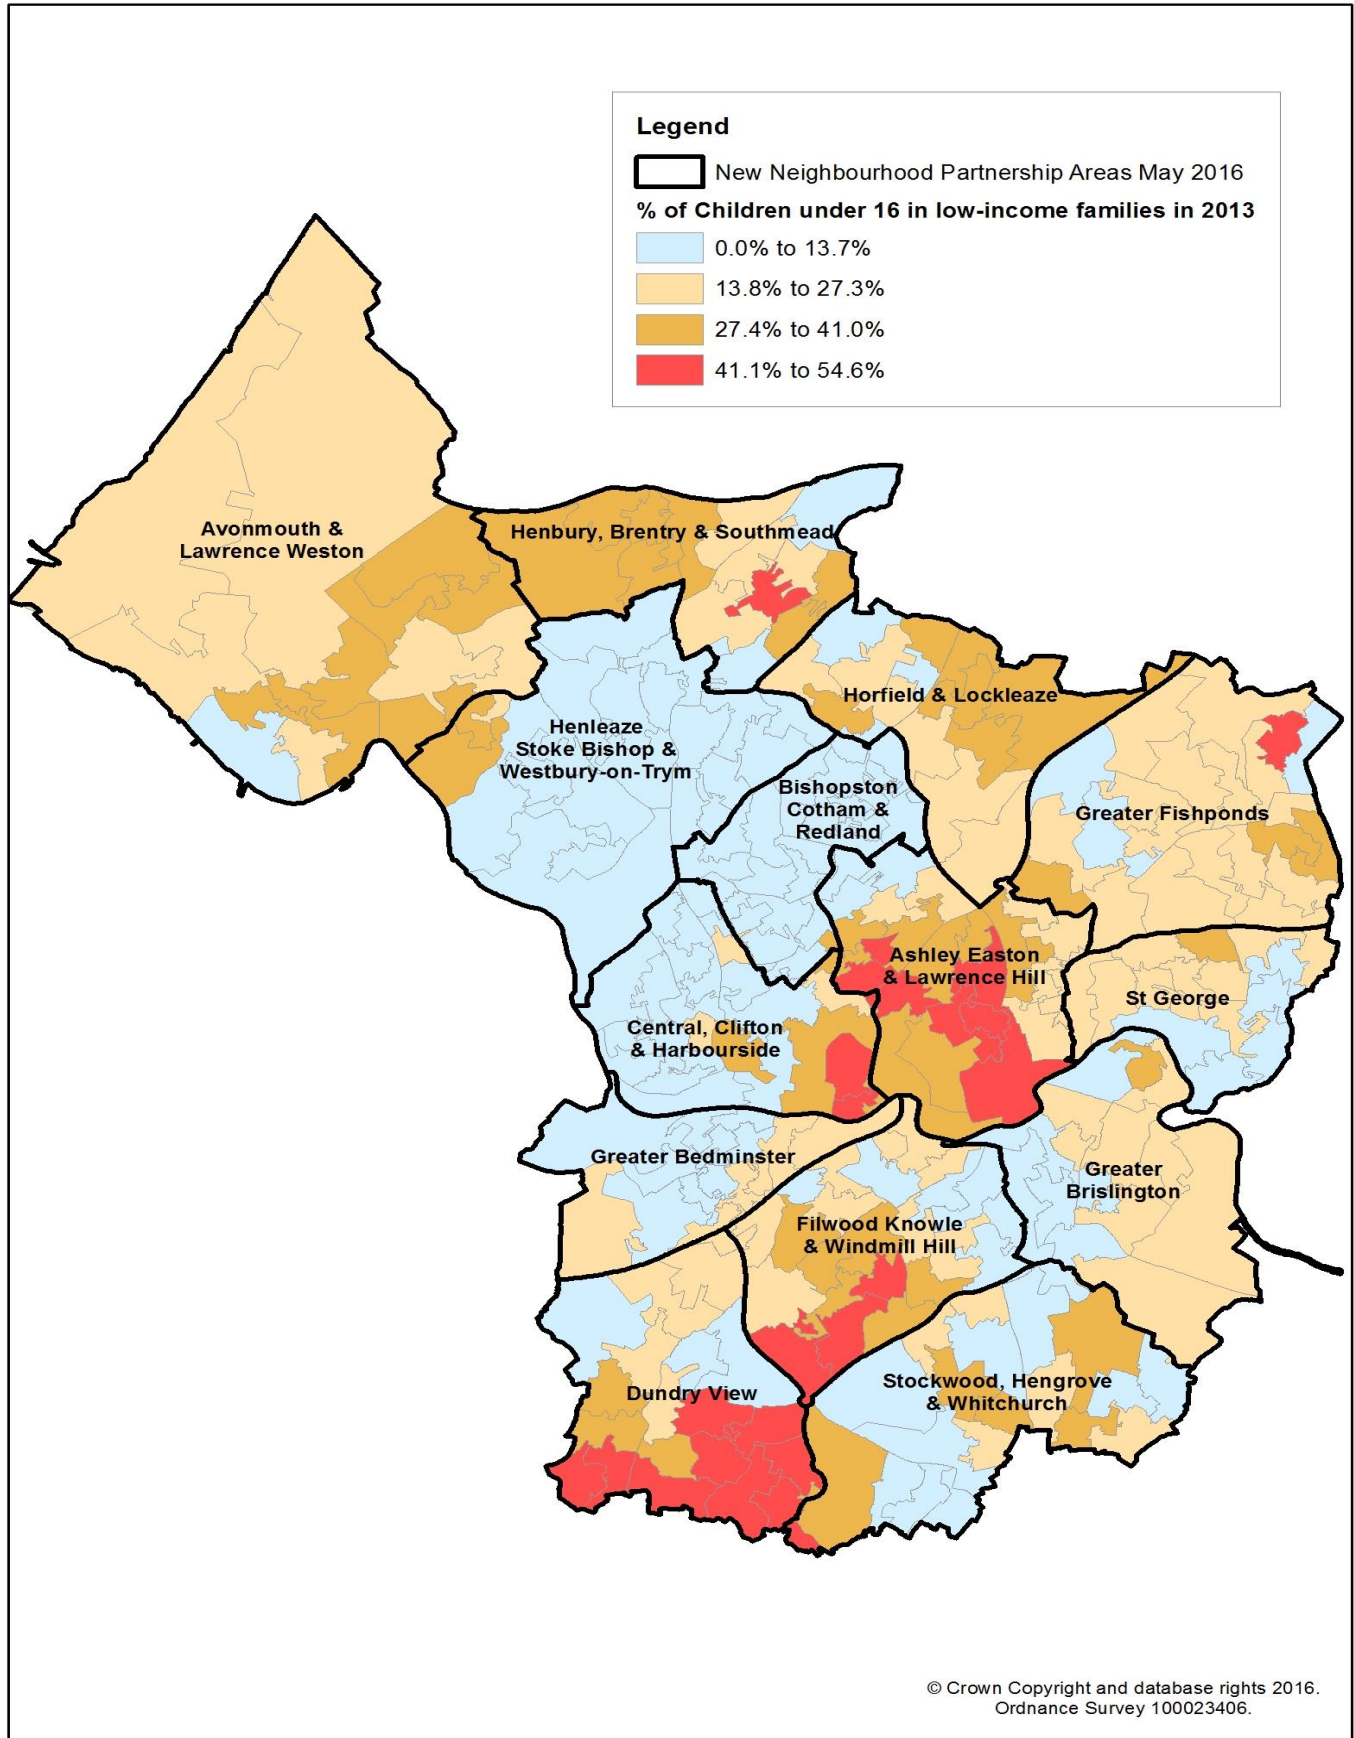 Legend
New Neighbourhood Partnership Areas May 2016
% of Children under 16 in low-income families in 2013
0.0% to 13.7%
13.8% to 27.3%
27.4% to 41.0%
41.1% to 54.6%
Avonmouth &
Lawrence Weston
Henbury, Brentry & Southmead
Horfield & Lockleaze
Henleaze
Stoke Bishop &
Westbury-on-Trym
Bishopston
Cotham &
Redland
Greater Fishponds
Ashley Easton
& Lawrence Hill
St George
Central, Clifton
& Harbourside
Greater Bedminster
Greater
Brislington
Filwood Knowle
& Windmill Hill
Dundry View
Stockwood, Hengrove
& Whitchurch
© Crown Copyright and database rights 2016.
Ordnance Survey 100023406.